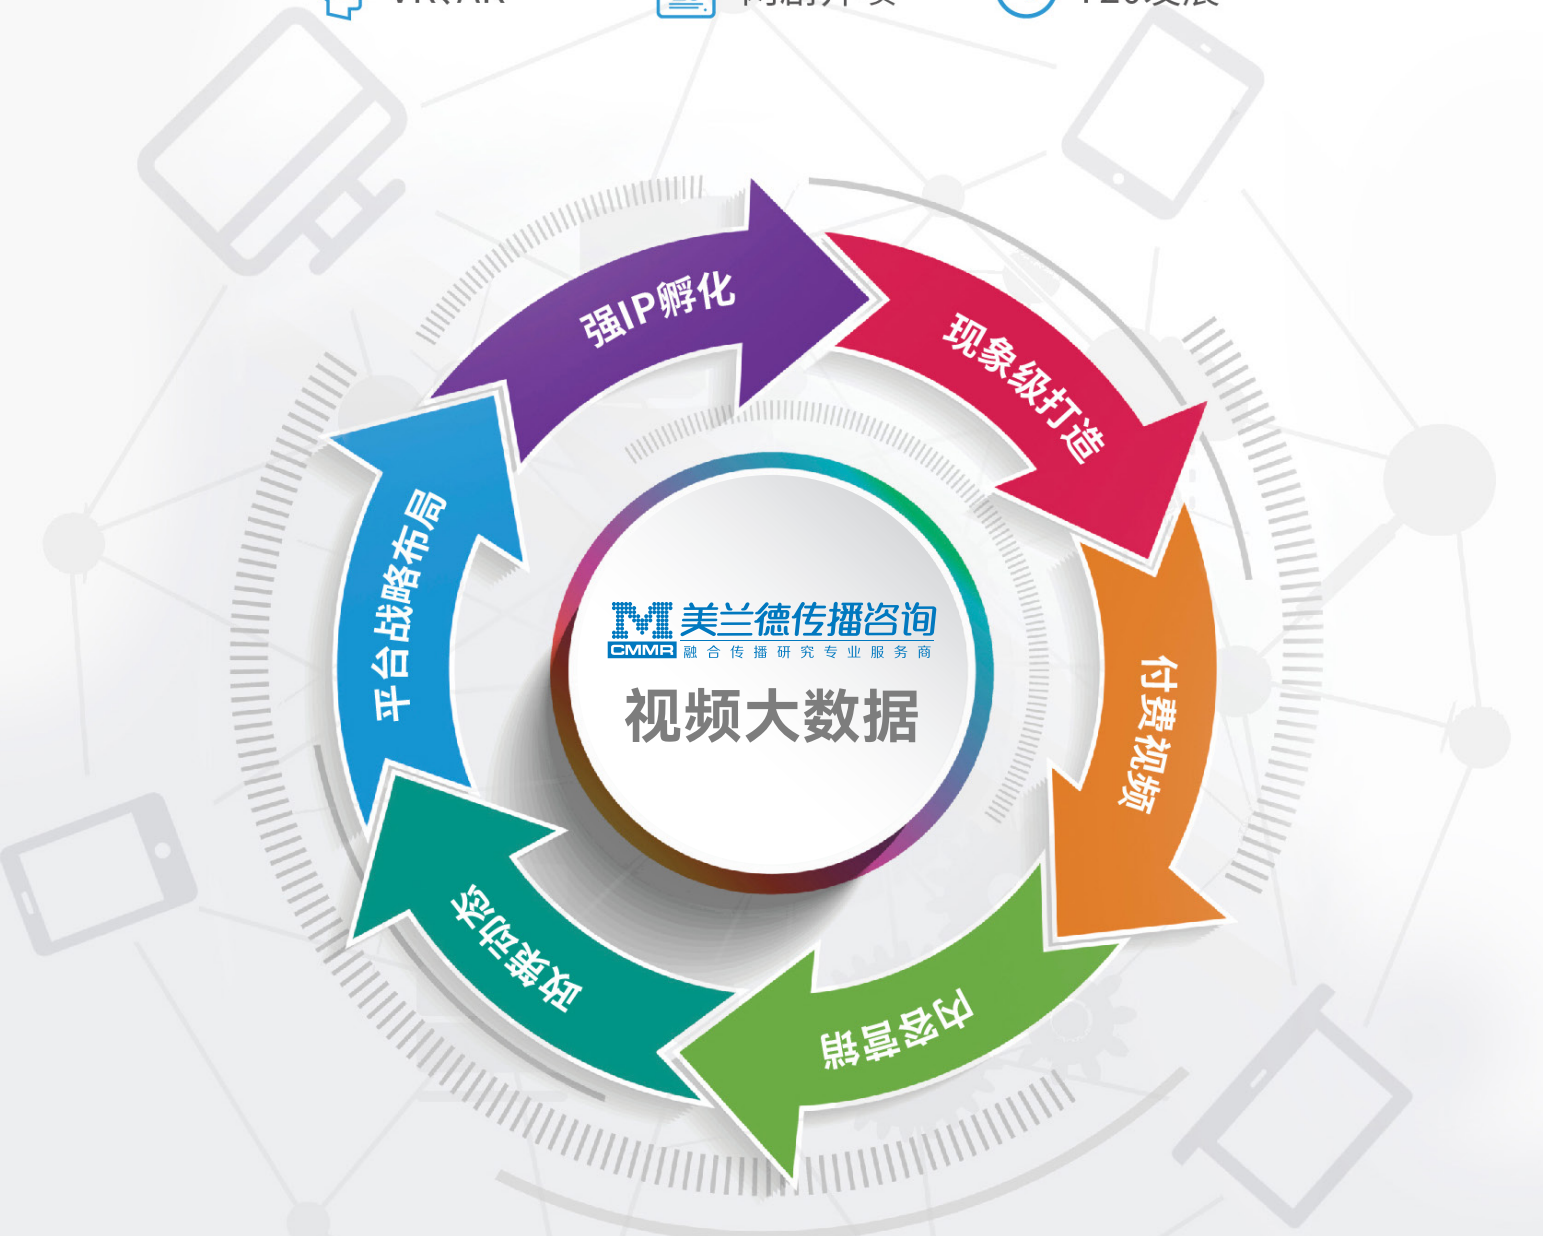 强IP孵化
现象级打造
付费视频
内容营销
政策动态
平台战略布局
美兰德传播咨询
CMMR
融合传播研究专业服务商
视频大数据